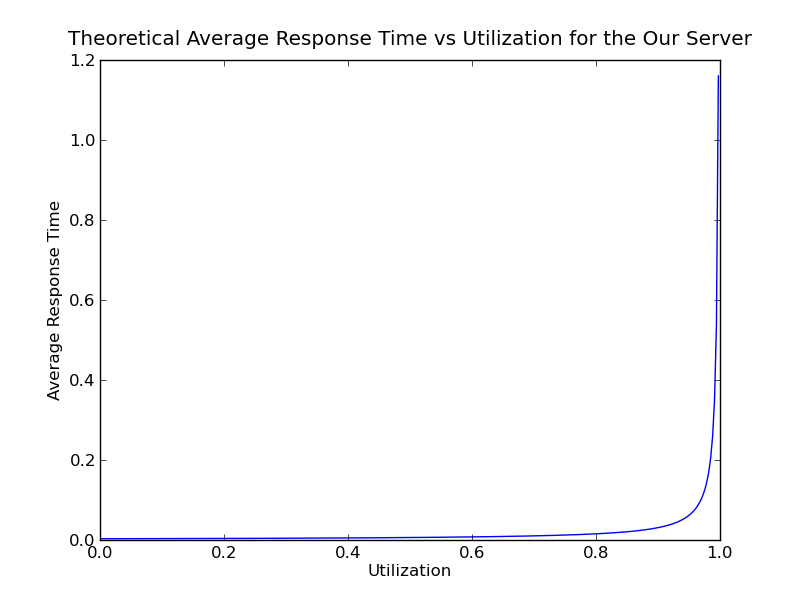 Theoretical Average Response Time vs Utilization for the Our Server
1.2
1.0
0.8
0.6
0.4
0.2
0.0
Average Response Time
0.0 0.2 0.4 0.6 0.8 1.0
Utilization